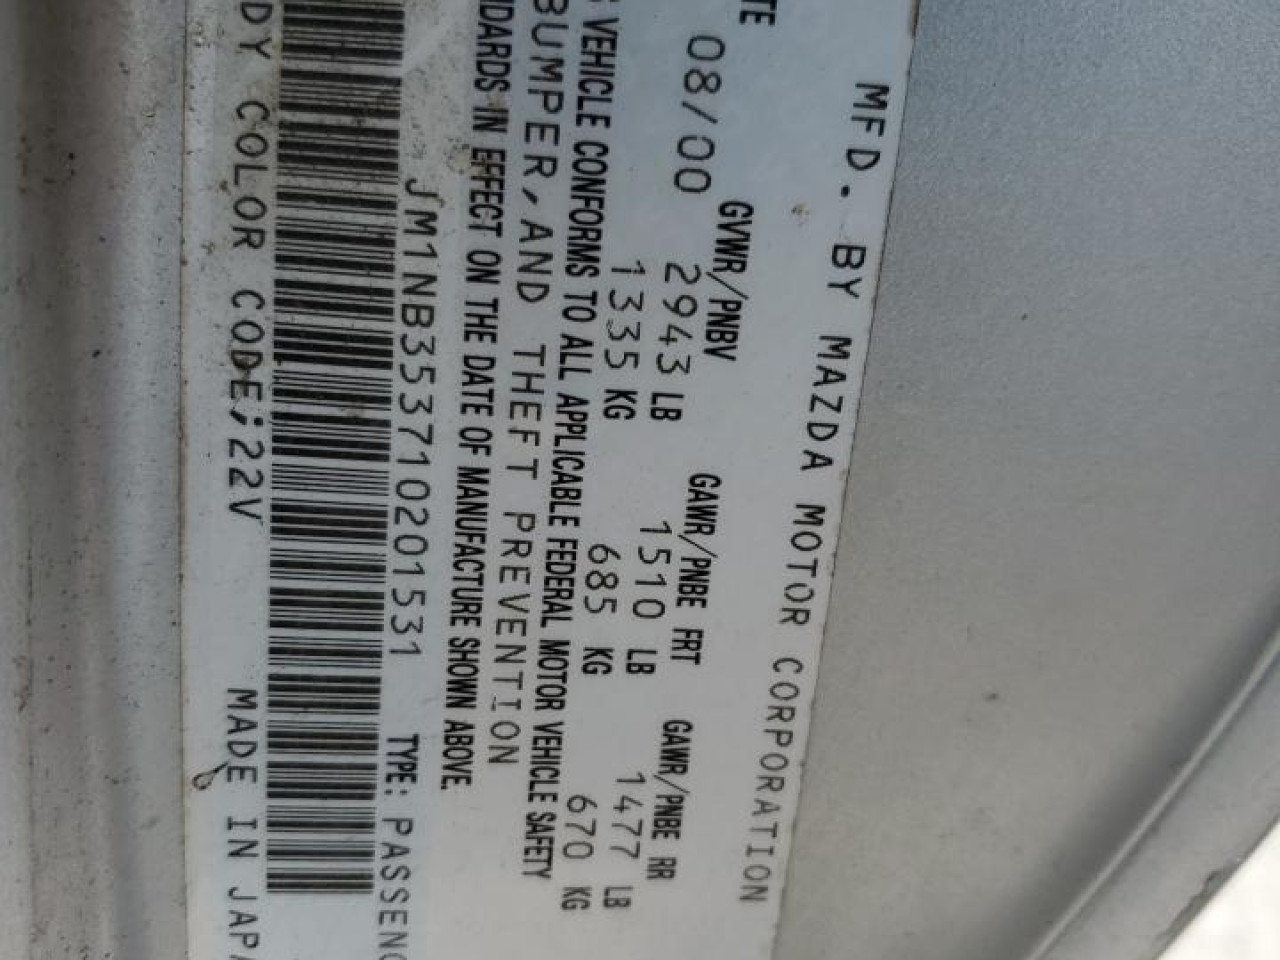 MFD. BY MAZDA MOTOR CORPORATION
TE GVWR/PNBV GAWR/PNBE FRT GAWR/PNBE RR
08/00 2943 LB 1510 LB 1477 LB
1335 KG 685 KG 670 KG
VEHICLE CONFORMS TO ALL APPLICABLE FEDERAL MOTOR VEHICLE SAFETY
BUMPER, AND THEFT PREVENTION
NDARDS IN EFFECT ON THE DATE OF MANUFACTURE SHOWN ABOVE.
JM1NB353710201531 TYPE: PASSENG
DY COLOR CODE;22V MADE IN JAPA